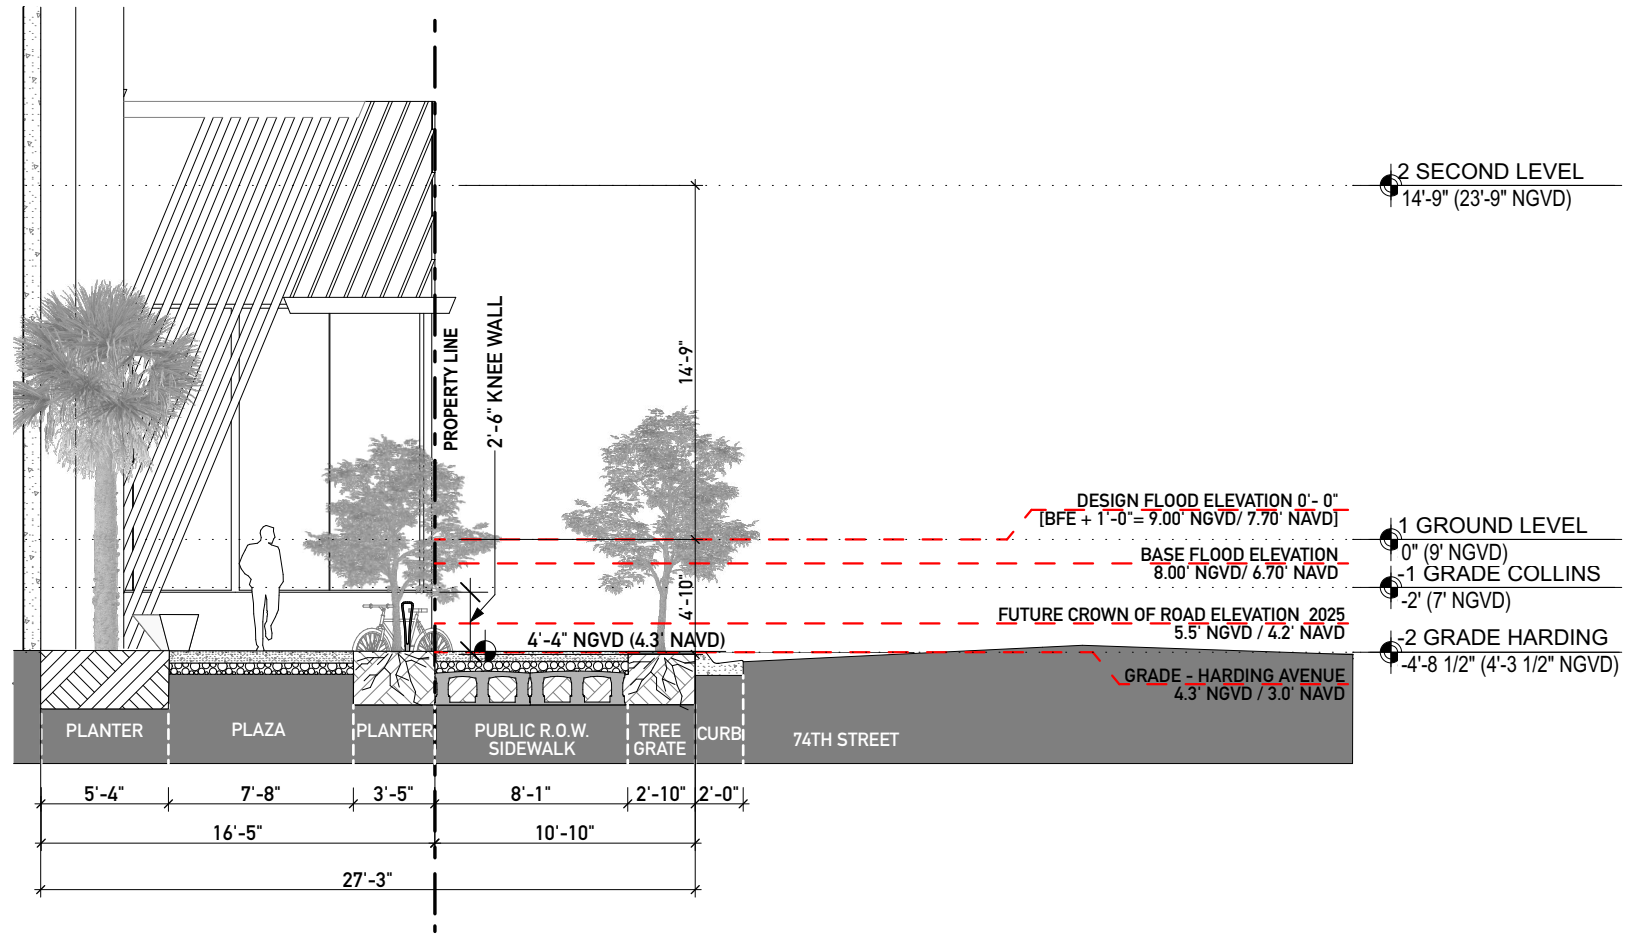 2 SECOND LEVEL
14'-9" (23'-9" NGVD)
PROPERTY LINE
2'-6" KNEE WALL
14'-9"
DESIGN FLOOD ELEVATION 0'- 0"
[BFE + 1'-0"= 9.00' NGVD/ 7.70' NAVD]
1 GROUND LEVEL
0" (9' NGVD)
BASE FLOOD ELEVATION
8.00' NGVD/ 6.70' NAVD
-1 GRADE COLLINS
-2' (7' NGVD)
4'-10"
FUTURE CROWN OF ROAD ELEVATION 2025
5.5' NGVD / 4.2' NAVD
4'-4" NGVD (4.3' NAVD)
-2 GRADE HARDING
-4'-8 1/2" (4'-3 1/2" NGVD)
GRADE - HARDING AVENUE
4.3' NGVD / 3.0' NAVD
PLANTER
PLAZA
PLANTER
PUBLIC R.O.W.
SIDEWALK
TREE
GRATE
CURB
74TH STREET
5'-4"
7'-8"
3'-5"
8'-1"
2'-10"
2'-0"
16'-5"
10'-10"
27'-3"